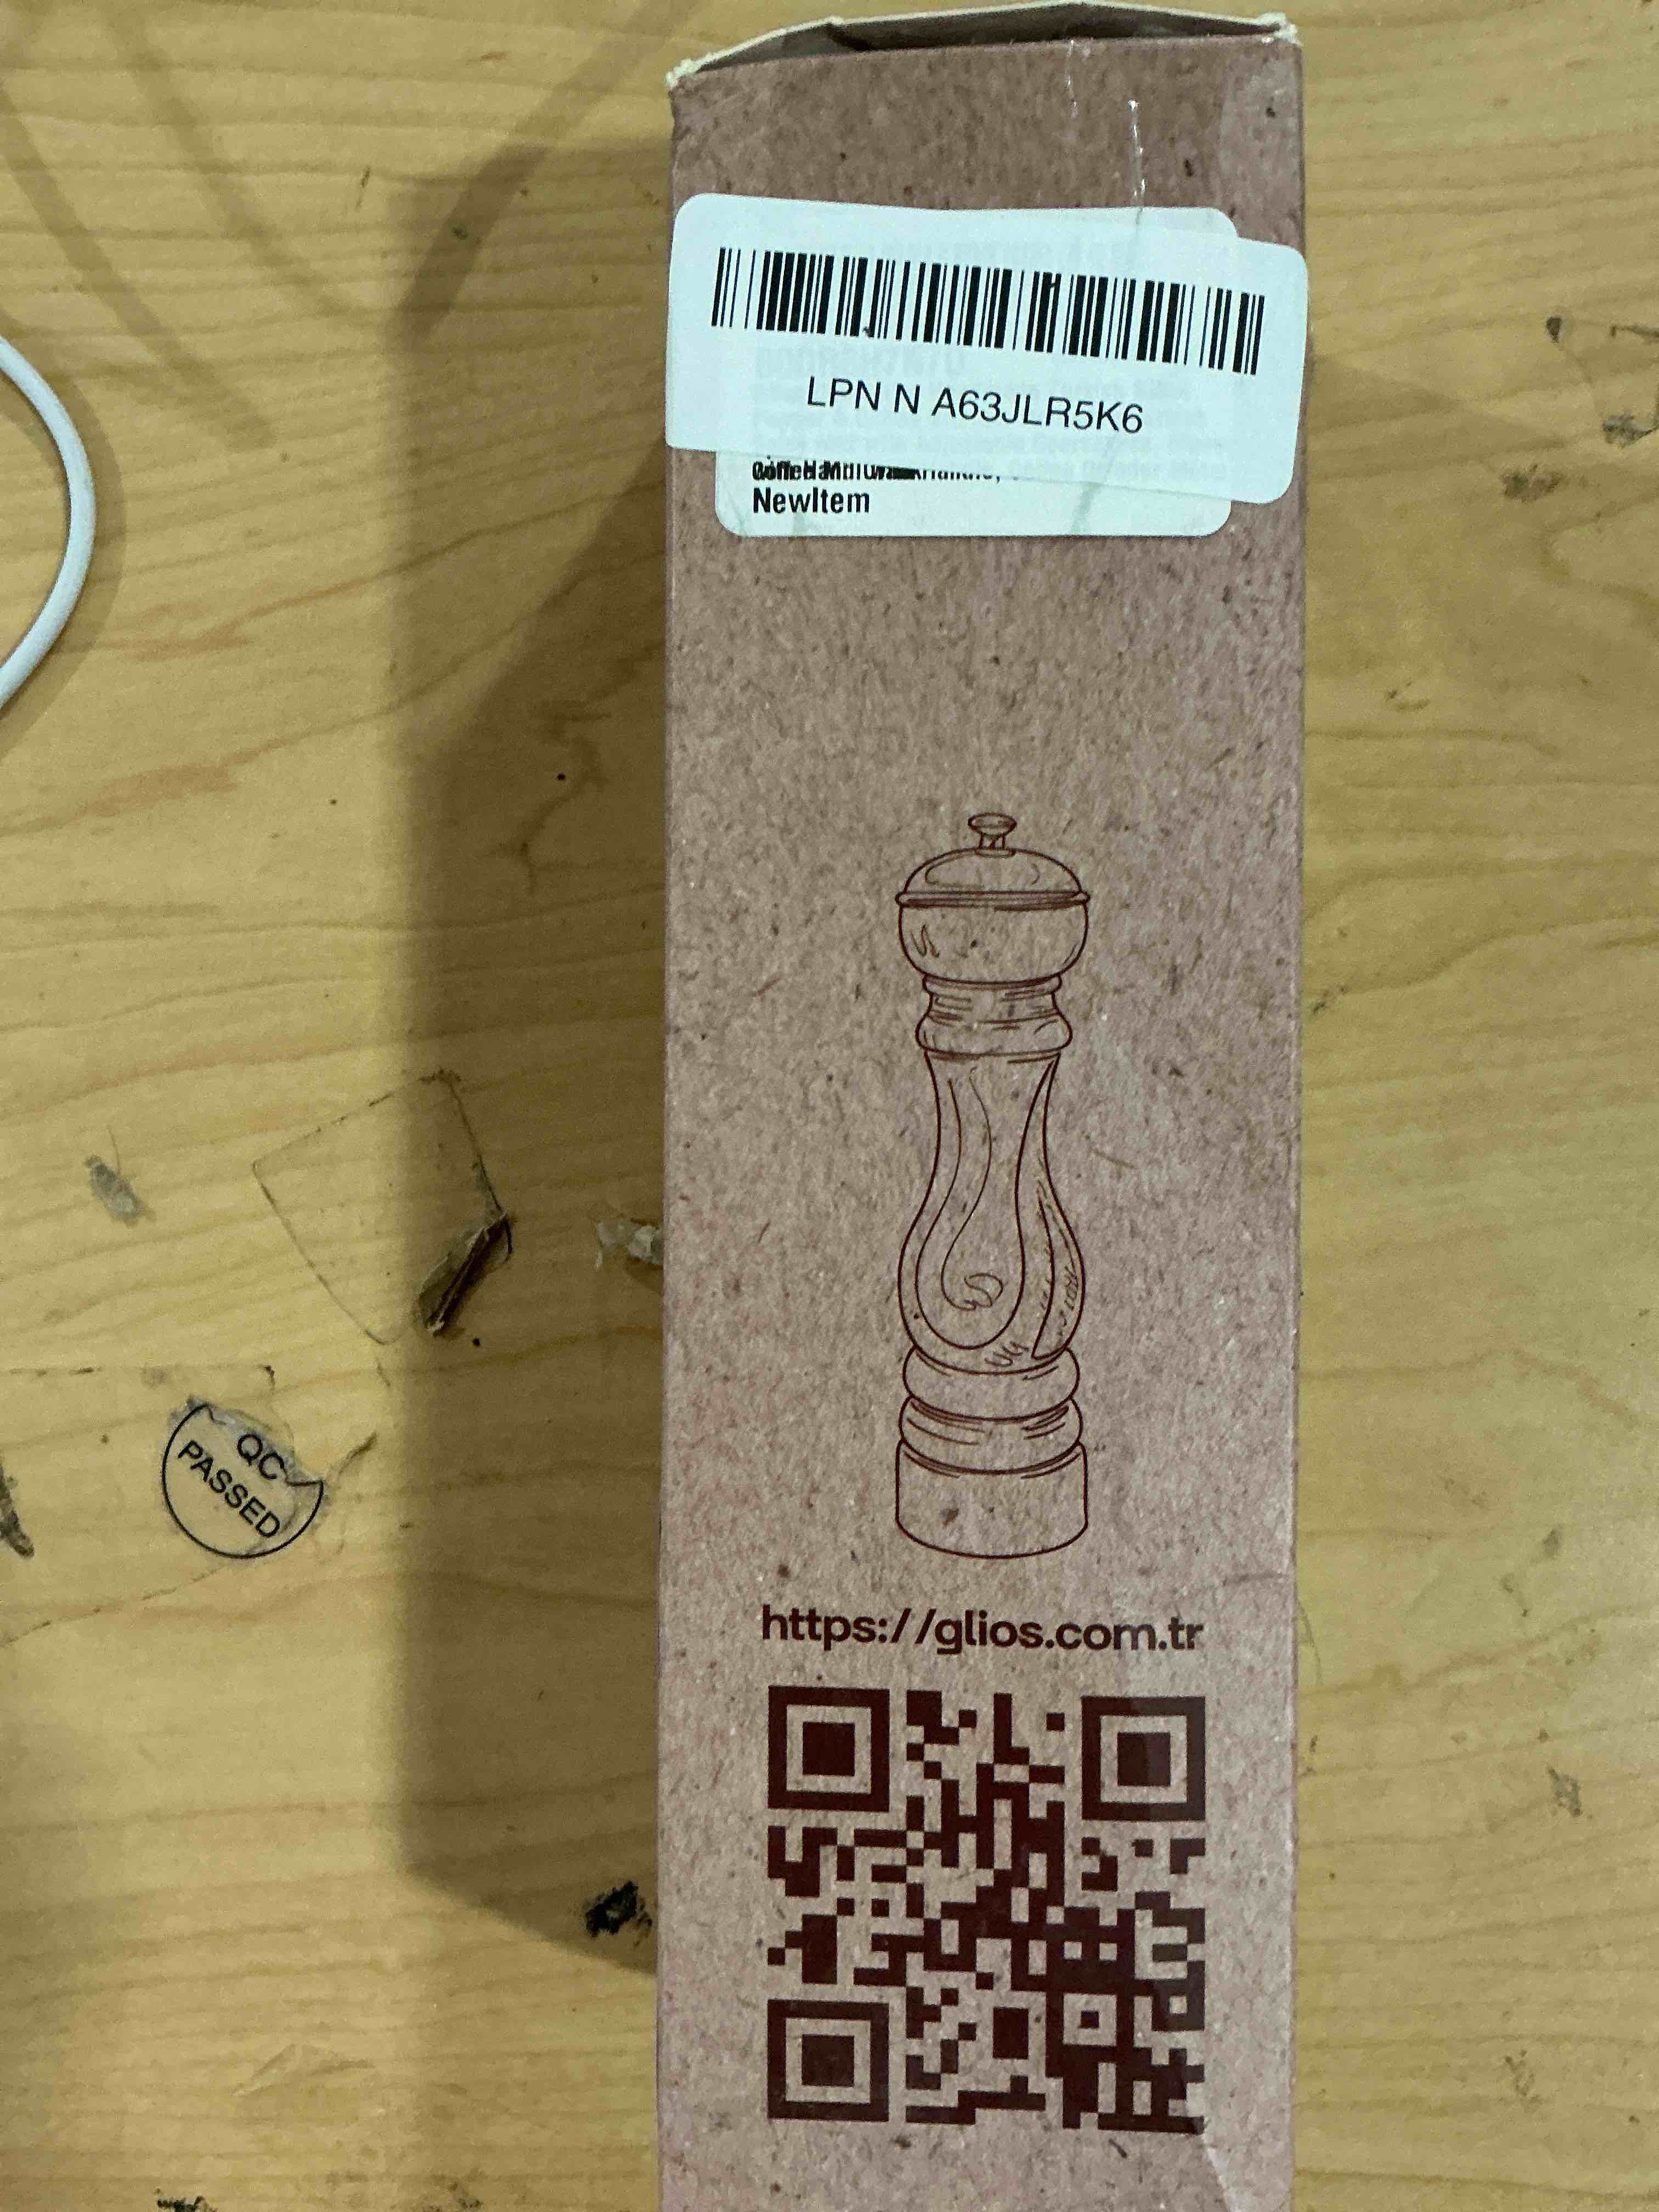 LPN N A63JLR5K6
NewItem
https://glios.com.tr
QC
PASSED